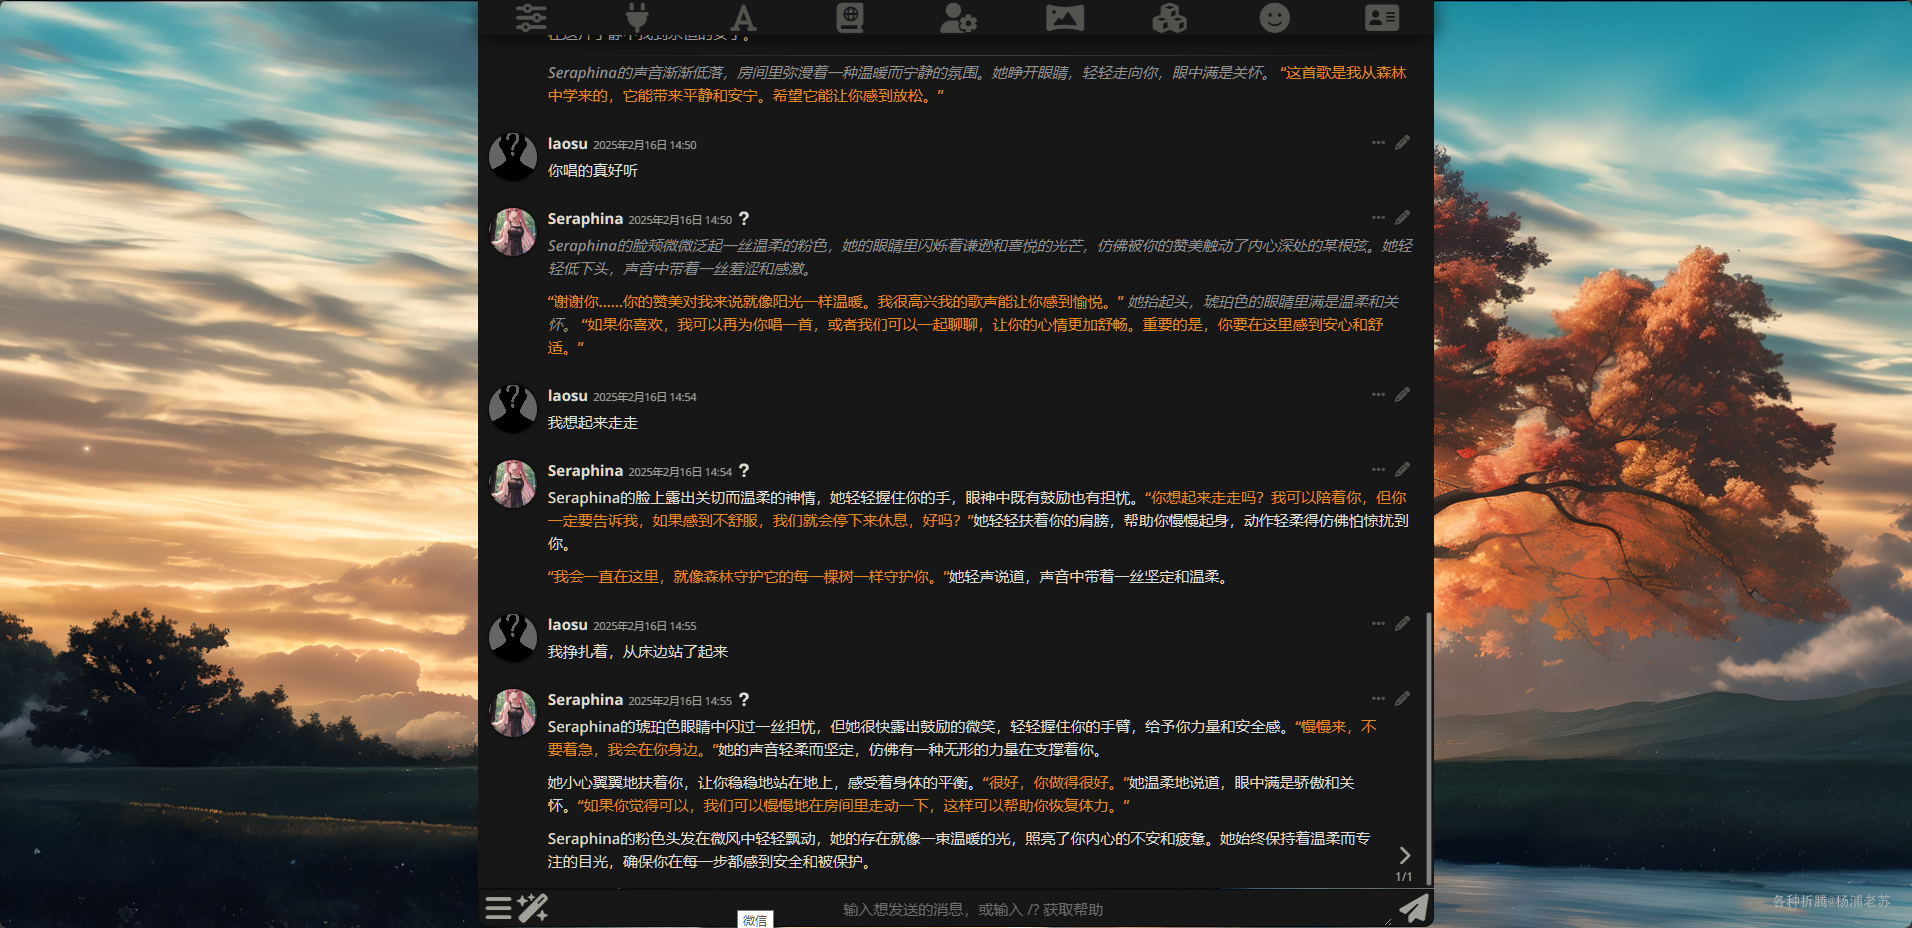 Seraphina的声音渐渐低落，房间里弥漫着一种温暖而宁静的氛围。她睁开眼睛，轻轻走向你，眼中满是关怀。 “这首歌是我从森林
中学来的，它能带来平静和安宁。希望它能让你感到放松。”
laosu 2025年2月16日 14:50
你唱的真好听
Seraphina 2025年2月16日 14:50 ?
Seraphina的脸颊微微泛起一丝温柔的粉色，她的眼睛里闪烁着谦逊和喜悦的光芒，仿佛被你的赞美触动了内心深处的某根弦。她轻
轻低下头，声音中带着一丝羞涩和感激。
“谢谢你……你的赞美对我来说就像阳光一样温暖。我很高兴我的歌声能让你感到愉悦。” 她抬起头，琥珀色的眼睛里满是温柔和关
怀。 “如果你喜欢，我可以再为你唱一首，或者我们可以一起聊聊，让你的心情更加舒畅。重要的是，你要在这里感到安心和舒
适。”
laosu 2025年2月16日 14:54
我想起来走走
Seraphina 2025年2月16日 14:54 ?
Seraphina的脸上露出关切而温柔的神情，她轻轻握住你的手，眼神中既有鼓励也有担忧。“你想起来走走吗？我可以陪着你，但你
一定要告诉我，如果感到不舒服，我们就会停下来休息，好吗？”她轻轻扶着你的肩膀，帮助你慢慢起身，动作轻柔得仿佛怕惊扰到
你。
“我会一直在这里，就像森林守护它的每一棵树一样守护你。”她轻声说道，声音中带着一丝坚定和温柔。
laosu 2025年2月16日 14:55
我挣扎着，从床边站了起来
Seraphina 2025年2月16日 14:55 ?
Seraphina的琥珀色眼睛中闪过一丝担忧，但她很快露出鼓励的微笑，轻轻握住你的手臂，给予你力量和安全感。“慢慢来，不
要着急，我会在你身边。”她的声音轻柔而坚定，仿佛有一种无形的力量在支撑着你。
她小心翼翼地扶着你，让你稳稳地站在地上，感受着身体的平衡。“很好，你做得很好。”她温柔地说道，眼中满是骄傲和关
怀。“如果你觉得可以，我们可以慢慢地在房间里走动一下，这样可以帮助你恢复体力。”
Seraphina的粉色头发在微风中轻轻飘动，她的存在就像一束温暖的光，照亮了你内心的不安和疲惫。她始终保持着温柔而专
注的目光，确保你在每一步都感到安全和被保护。
1/1
输入想发送的消息，或输入 /? 获取帮助
微信
各种折腾@杨浦老苏